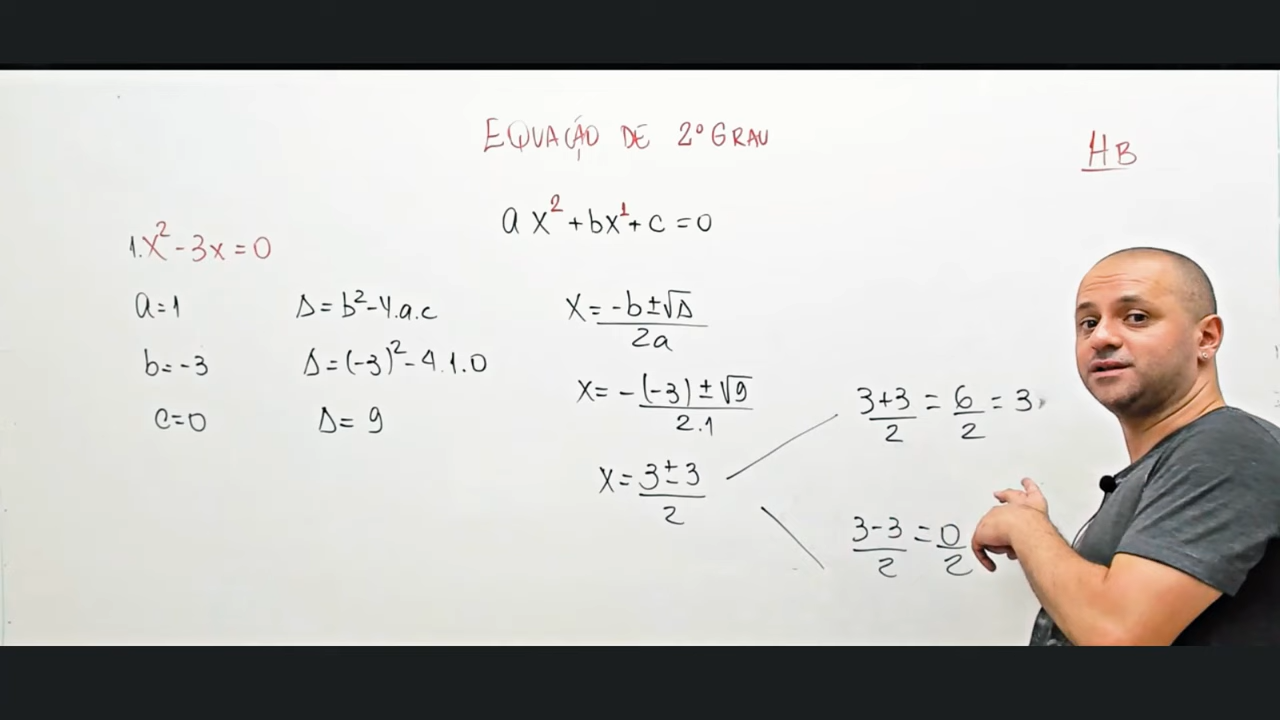 EQUAÇÃO DE 2º GRAU
HB
ax² + bx¹ + c = 0
1.x² - 3x = 0
a = 1
b = -3
c = 0
Δ = b² - 4.a.c
Δ = (-3)² - 4.1.0
Δ = 9
x = -b ± √Δ / 2a
x = -(-3) ± √9 / 2.1
x = 3 ± 3 / 2
3+3 / 2 = 6 / 2 = 3
3-3 / 2 = 0 / 2